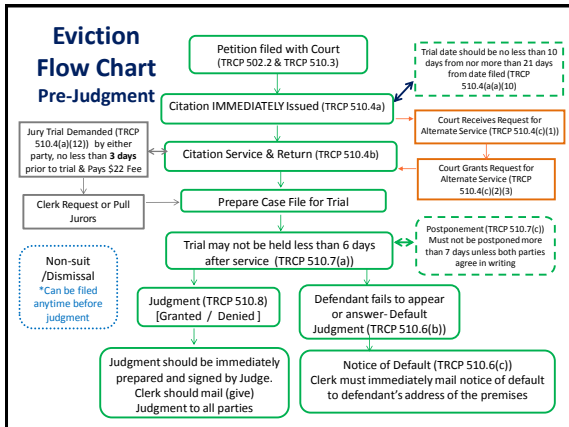 Eviction
Flow Chart
Pre-Judgment
Petition filed with Court
(TRCP 502.2 & TRCP 510.3)
Trial date should be no less than 10
days from nor more than 21 days
from date filed (TRCP
510.4(a(a)(10)
Citation IMMEDIATELY Issued (TRCP 510.4a)
Court Receives Request for
Alternate Service (TRCP 510.4(c)(1))
Jury Trial Demanded (TRCP
510.4(a)(12)) by either
party, no less than 3 days
prior to trial & Pays $22 Fee
Citation Service & Return (TRCP 510.4b)
Court Grants Request for
Alternate Service (TRCP
510.4(c)(2)(3)
Clerk Request or Pull
Jurors
Prepare Case File for Trial
Trial may not be held less than 6 days
after service (TRCP 510.7(a))
Postponement (TRCP 510.7(c))
Must not be postponed more
than 7 days unless both parties
agree in writing
Non-suit
/Dismissal
*Can be filed
anytime before
judgment
Judgment (TRCP 510.8)
[Granted / Denied ]
Defendant fails to appear
or answer- Default
Judgment (TRCP 510.6(b))
Judgment should be immediately
prepared and signed by Judge.
Clerk should mail (give)
Judgment to all parties
Notice of Default (TRCP 510.6(c)
Clerk must immediately mail notice of default
to defendant's address of the premises